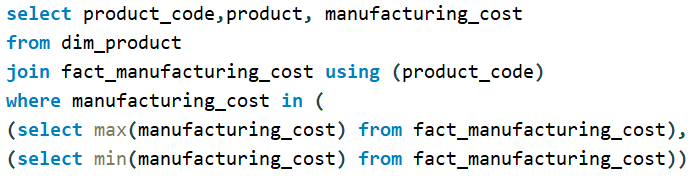 select product_code,product, manufacturing_cost
from dim_product
join fact_manufacturing_cost using (product_code)
where manufacturing_cost in (
(select max(manufacturing_cost) from fact_manufacturing_cost),
(select min(manufacturing_cost) from fact_manufacturing_cost))